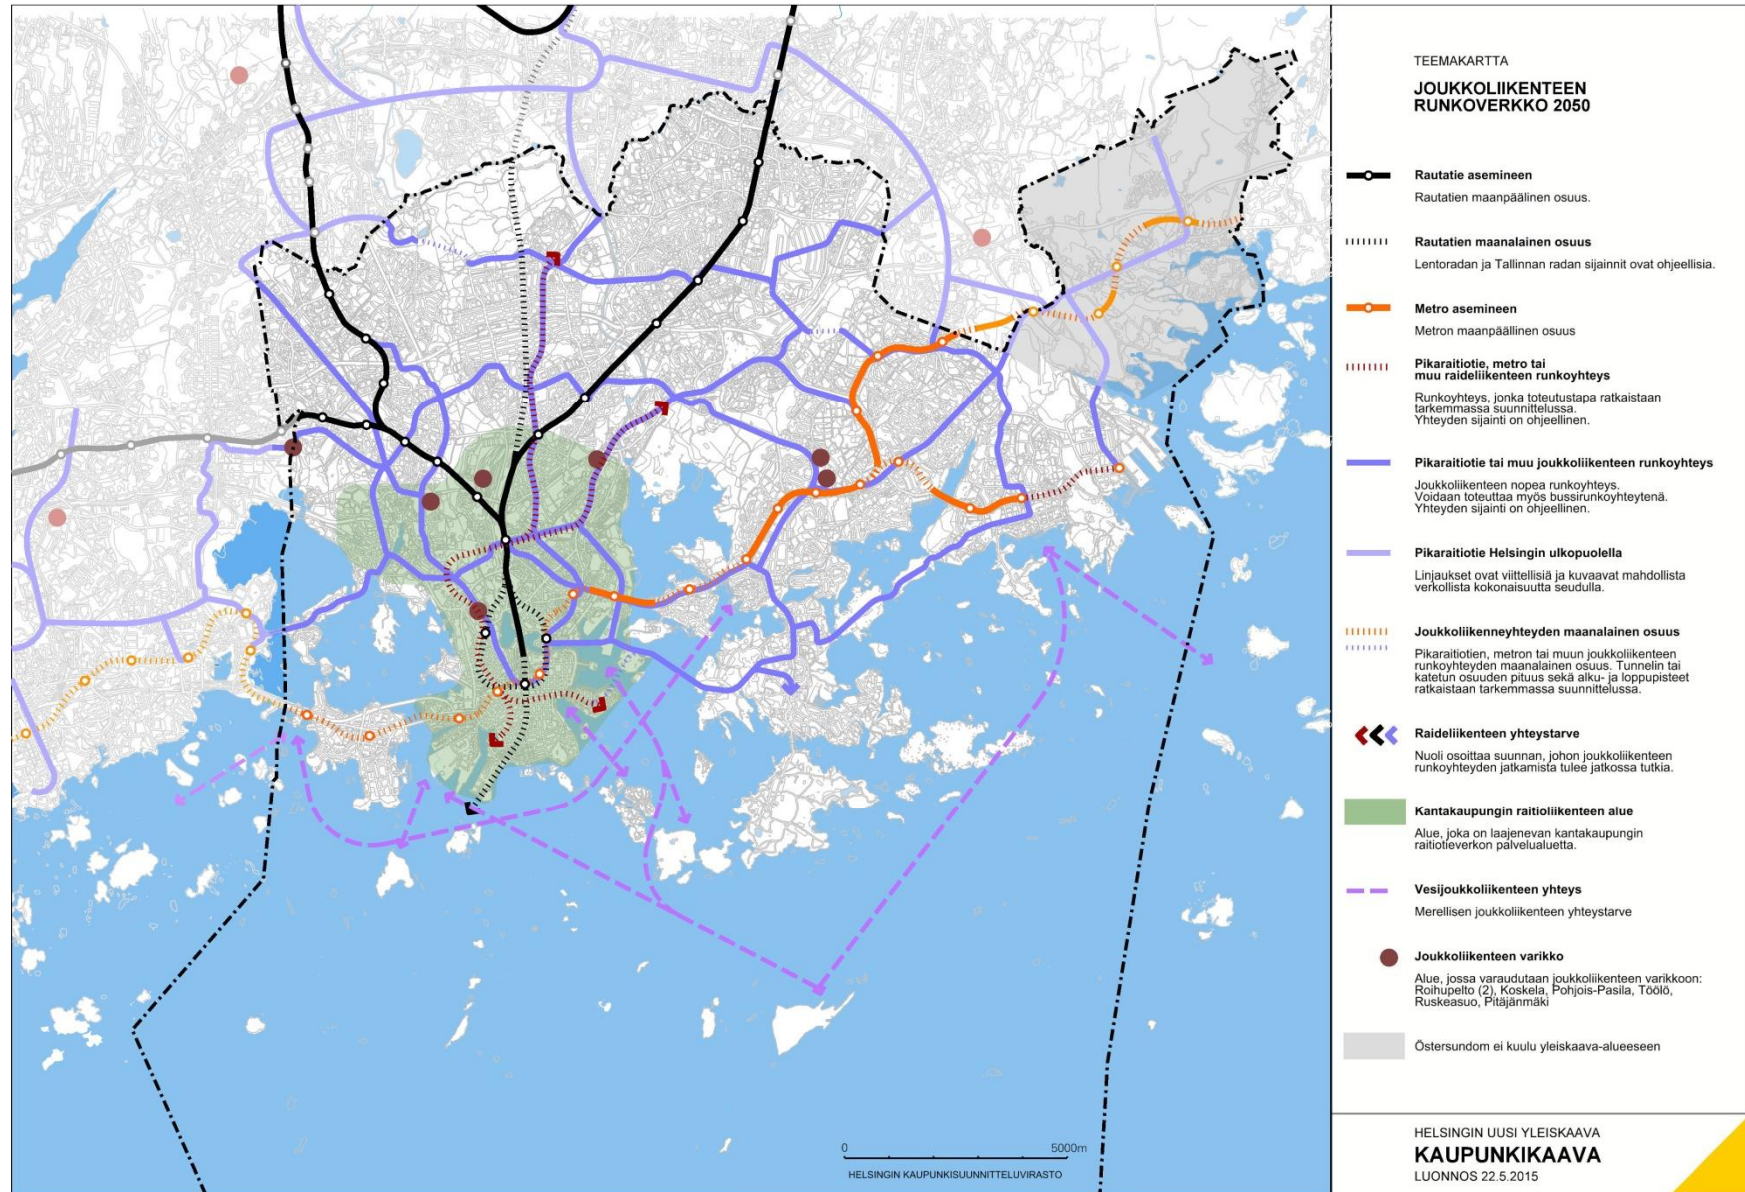 TEEMAKARTTA
JOUKKOLIIKENTEEN
RUNKOVERKKO 2050
Rautatie asemineen
Rautatien maanpäälinen osuus.
Rautatien maanalainen osuus
Lentoradan ja Tallinnan radan sijainnit ovat ohjeellisia.
Metro asemineen
Metron maanpäällinen osuus
Pikaraitiotie, metro tai
muu raideliikenteen runkoyhteys
Runkoyhteys, jonka toteutustapa ratkaistaan
tarkemmassa suunnittelussa.
Yhteyden sijainti on ohjeellinen.
Pikaraitiotie tai muu joukkoliikenteen runkoyhteys
Joukkoliikenteen nopea runkoyhteys.
Voidaan toteuttaa myös bussirunkoyhteytenä.
Yhteyden sijainti on ohjeellinen.
Pikaraitiotie Helsingin ulkopuolella
Linjaukset ovat viittellisiä ja kuvaavat mahdollista
verkollista kokonaisuutta seudulla.
Joukkoliikenneyhteyden maanalainen osuus
Pikaraitiotien, metron tai muun joukkoliikenteen
runkoyhteyden maanalainen osuus. Tunnelin tai
katetun osuuden pituus sekä alku- ja loppupisteet
ratkaistaan tarkemmassa suunnittelussa.
Raideliikenteen yhteystarve
Nuoli osoittaa suunnan, johon joukkoliikenteen
runkoyhteyden jatkamista tulee jatkossa tutkia.
Kantakaupungin raitioliikenteen alue
Alue, joka on laajenevan kantakaupungin
raitiotieverkon palvelualuetta.
Vesijoukkoliikenteen yhteys
Merellisen joukkoliikenteen yhteystarve
Joukkoliikenteen varikko
Alue, jossa varaudutaan joukkoliikenteen varikkoon:
Roihupelto (2), Koskela, Pohjois-Pasila, Töölö,
Ruskeasuo, Pitäjänmäki
Östersundom ei kuulu yleiskaava-alueeseen
0 5000m
HELSINGIN KAUPUNKISUUNNITTELUVIRASTO
HELSINGIN UUSI YLEISKAAVA
KAUPUNKIKAAVA
LUONNOS 22.5.2015